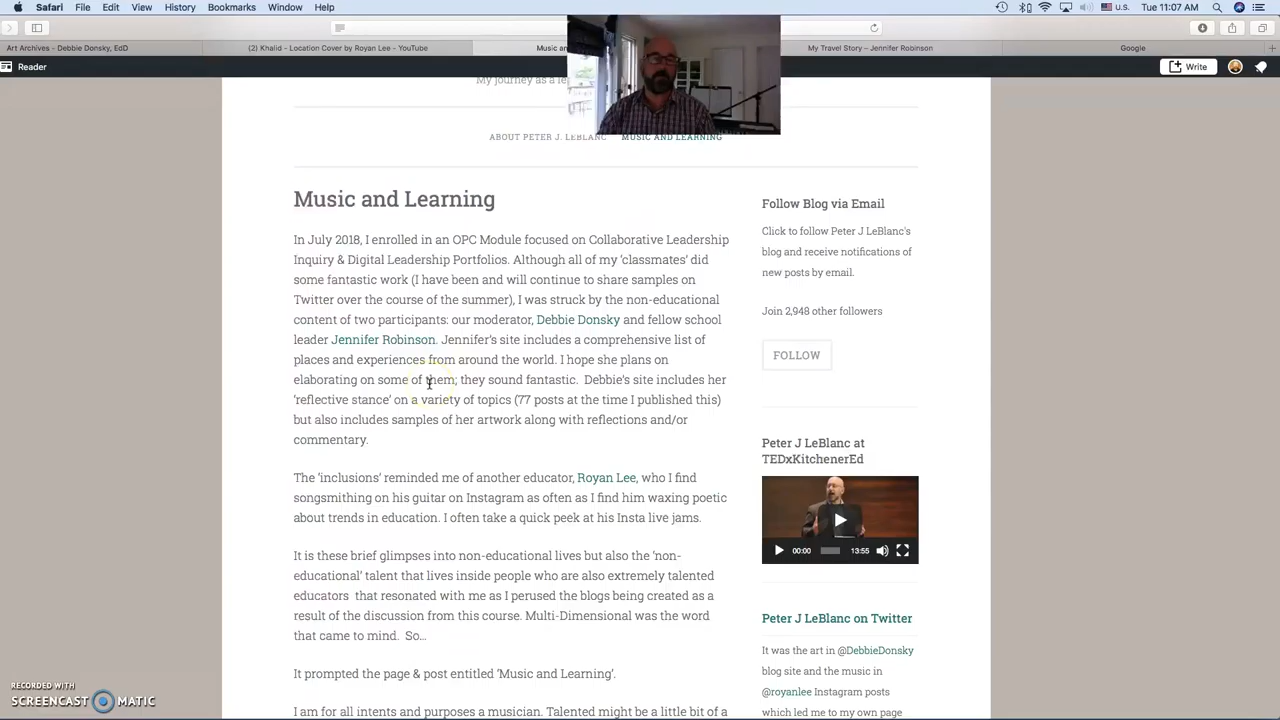 Safari File Edit View History Bookmarks Window Help U.S. Tue 11:07 AM
Art Archives - Debbie Donsky, EdD (2) Khalid - Location Cover by Royan Lee - YouTube Music an My Travel Story – Jennifer Robinson Google
Reader Write
My journey as a le
ABOUT PETER J. LEBLANC MUSIC AND LEARNING
Music and Learning
In July 2018, I enrolled in an OPC Module focused on Collaborative Leadership
Inquiry & Digital Leadership Portfolios. Although all of my ‘classmates’ did
some fantastic work (I have been and will continue to share samples on
Twitter over the course of the summer), I was struck by the non-educational
content of two participants: our moderator, Debbie Donsky and fellow school
leader Jennifer Robinson. Jennifer’s site includes a comprehensive list of
places and experiences from around the world. I hope she plans on
elaborating on some of them; they sound fantastic. Debbie’s site includes her
‘reflective stance’ on a variety of topics (77 posts at the time I published this)
but also includes samples of her artwork along with reflections and/or
commentary.
The ‘inclusions’ reminded me of another educator, Royan Lee, who I find
songsmithing on his guitar on Instagram as often as I find him waxing poetic
about trends in education. I often take a quick peek at his Insta live jams.
It is these brief glimpses into non-educational lives but also the ‘non-
educational’ talent that lives inside people who are also extremely talented
educators that resonated with me as I perused the blogs being created as a
result of the discussion from this course. Multi-Dimensional was the word
that came to mind. So…
It prompted the page & post entitled ‘Music and Learning’.
I am for all intents and purposes a musician. Talented might be a little bit of a
Follow Blog via Email
Click to follow Peter J LeBlanc's
blog and receive notifications of
new posts by email.
Join 2,948 other followers
FOLLOW
Peter J LeBlanc at
TEDxKitchenerEd
00:00 13:55
Peter J LeBlanc on Twitter
It was the art in @DebbieDonsky
blog site and the music in
@royanlee Instagram posts
which led me to my own page
RECORDED WITH
SCREENCAST MATIC